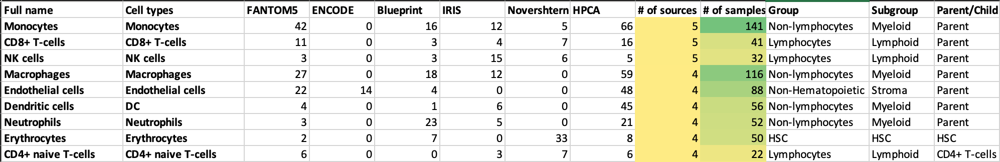 Full name Cell types FANTOM5 ENCODE Blueprint IRIS Novershtern HPCA # of sources # of samples Group Subgroup Parent/Child
Monocytes Monocytes 42 0 16 12 5 66 5 141 Non-lymphocytes Myeloid Parent
CD8+ T-cells CD8+ T-cells 11 0 3 4 7 16 5 41 Lymphocytes Lymphoid Parent
NK cells NK cells 3 0 3 15 6 5 5 32 Lymphocytes Lymphoid Parent
Macrophages Macrophages 27 0 18 12 0 59 4 116 Non-lymphocytes Myeloid Parent
Endothelial cells Endothelial cells 22 14 4 0 0 48 4 88 Non-Hematopoietic Stroma Parent
Dendritic cells DC 4 0 1 6 0 45 4 56 Non-lymphocytes Myeloid Parent
Neutrophils Neutrophils 3 0 23 5 0 21 4 52 Non-lymphocytes Myeloid Parent
Erythrocytes Erythrocytes 2 0 7 0 33 8 4 50 HSC HSC HSC
CD4+ naive T-cells CD4+ naive T-cells 6 0 0 3 7 6 4 22 Lymphocytes Lymphoid CD4+ T-cells